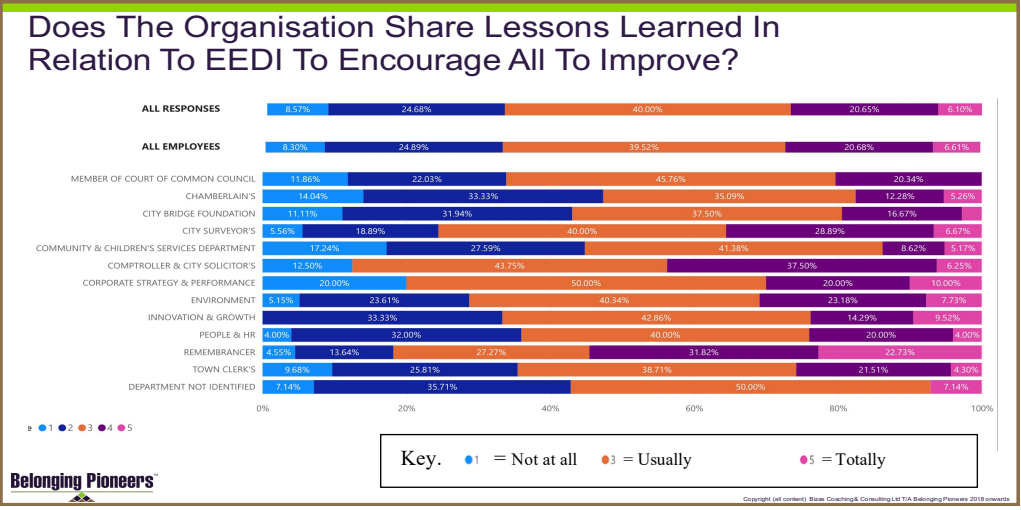 Does The Organisation Share Lessons Learned In
Relation To EEDI To Encourage All To Improve?
ALL RESPONSES 8.57% 24.68% 40.00% 20.65% 6.10%
ALL EMPLOYEES 8.30% 24.89% 39.52% 20.68% 6.61%
MEMBER OF COURT OF COMMON COUNCIL 11.86% 22.03% 45.76% 20.34%
CHAMBERLAIN'S 14.04% 33.33% 35.09% 12.28% 5.26%
CITY BRIDGE FOUNDATION 11.11% 31.94% 37.50% 16.67%
CITY SURVEYOR'S 5.56% 18.89% 40.00% 28.89% 6.67%
COMMUNITY & CHILDREN'S SERVICES DEPARTMENT 17.24% 27.59% 41.38% 8.62% 5.17%
COMPTROLLER & CITY SOLICITOR'S 12.50% 43.75% 37.50% 6.25%
CORPORATE STRATEGY & PERFORMANCE 20.00% 50.00% 20.00% 10.00%
ENVIRONMENT 5.15% 23.61% 40.34% 23.18% 7.73%
INNOVATION & GROWTH 33.33% 42.86% 14.29% 9.52%
PEOPLE & HR 4.00% 32.00% 40.00% 20.00% 4.00%
REMEMBRANCER 4.55% 13.64% 27.27% 31.82% 22.73%
TOWN CLERK'S 9.68% 25.81% 38.71% 21.51% 4.30%
DEPARTMENT NOT IDENTIFIED 7.14% 35.71% 50.00% 7.14%
0% 20% 40% 60% 80% 100%
e 1 2 3 4 5
Key. 1 = Not at all 3 = Usually 5 = Totally
Belonging Pioneers™
Copyright (all content) Bizas Coaching & Consulting Ltd T/A Belonging Pioneers 2018 onwards